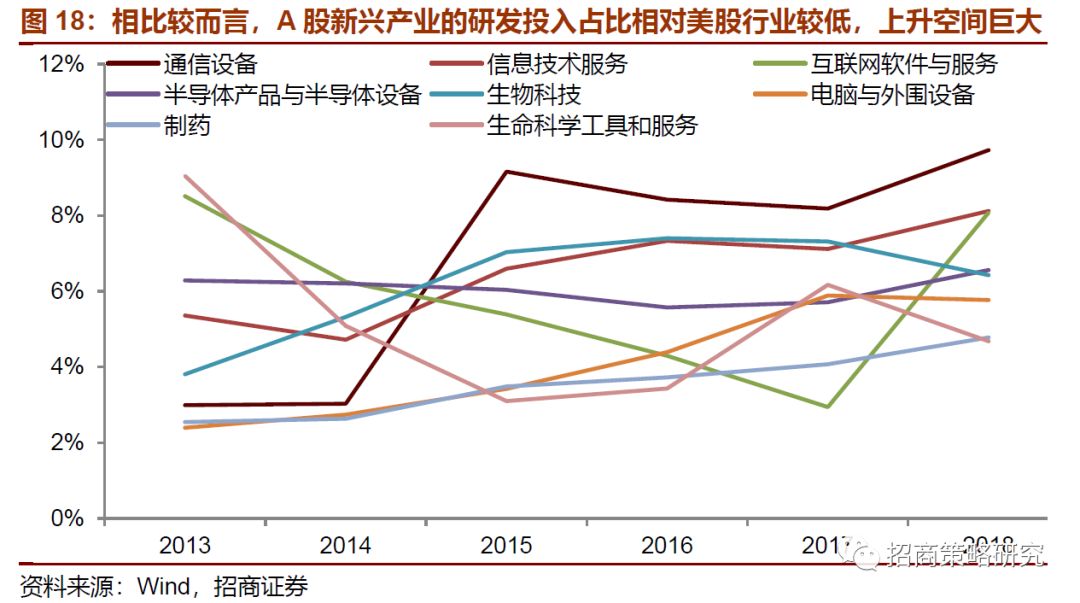 图 18：相比较而言，A 股新兴产业的研发投入占比相对美股行业较低，上升空间巨大
12%
通信设备 信息技术服务 互联网软件与服务
半导体产品与半导体设备 生物科技 电脑与外围设备
制药 生命科学工具和服务
10%
8%
6%
4%
2%
0%
2013 2014 2015 2016 2017 2018
招商策略研究
资料来源：Wind，招商证券